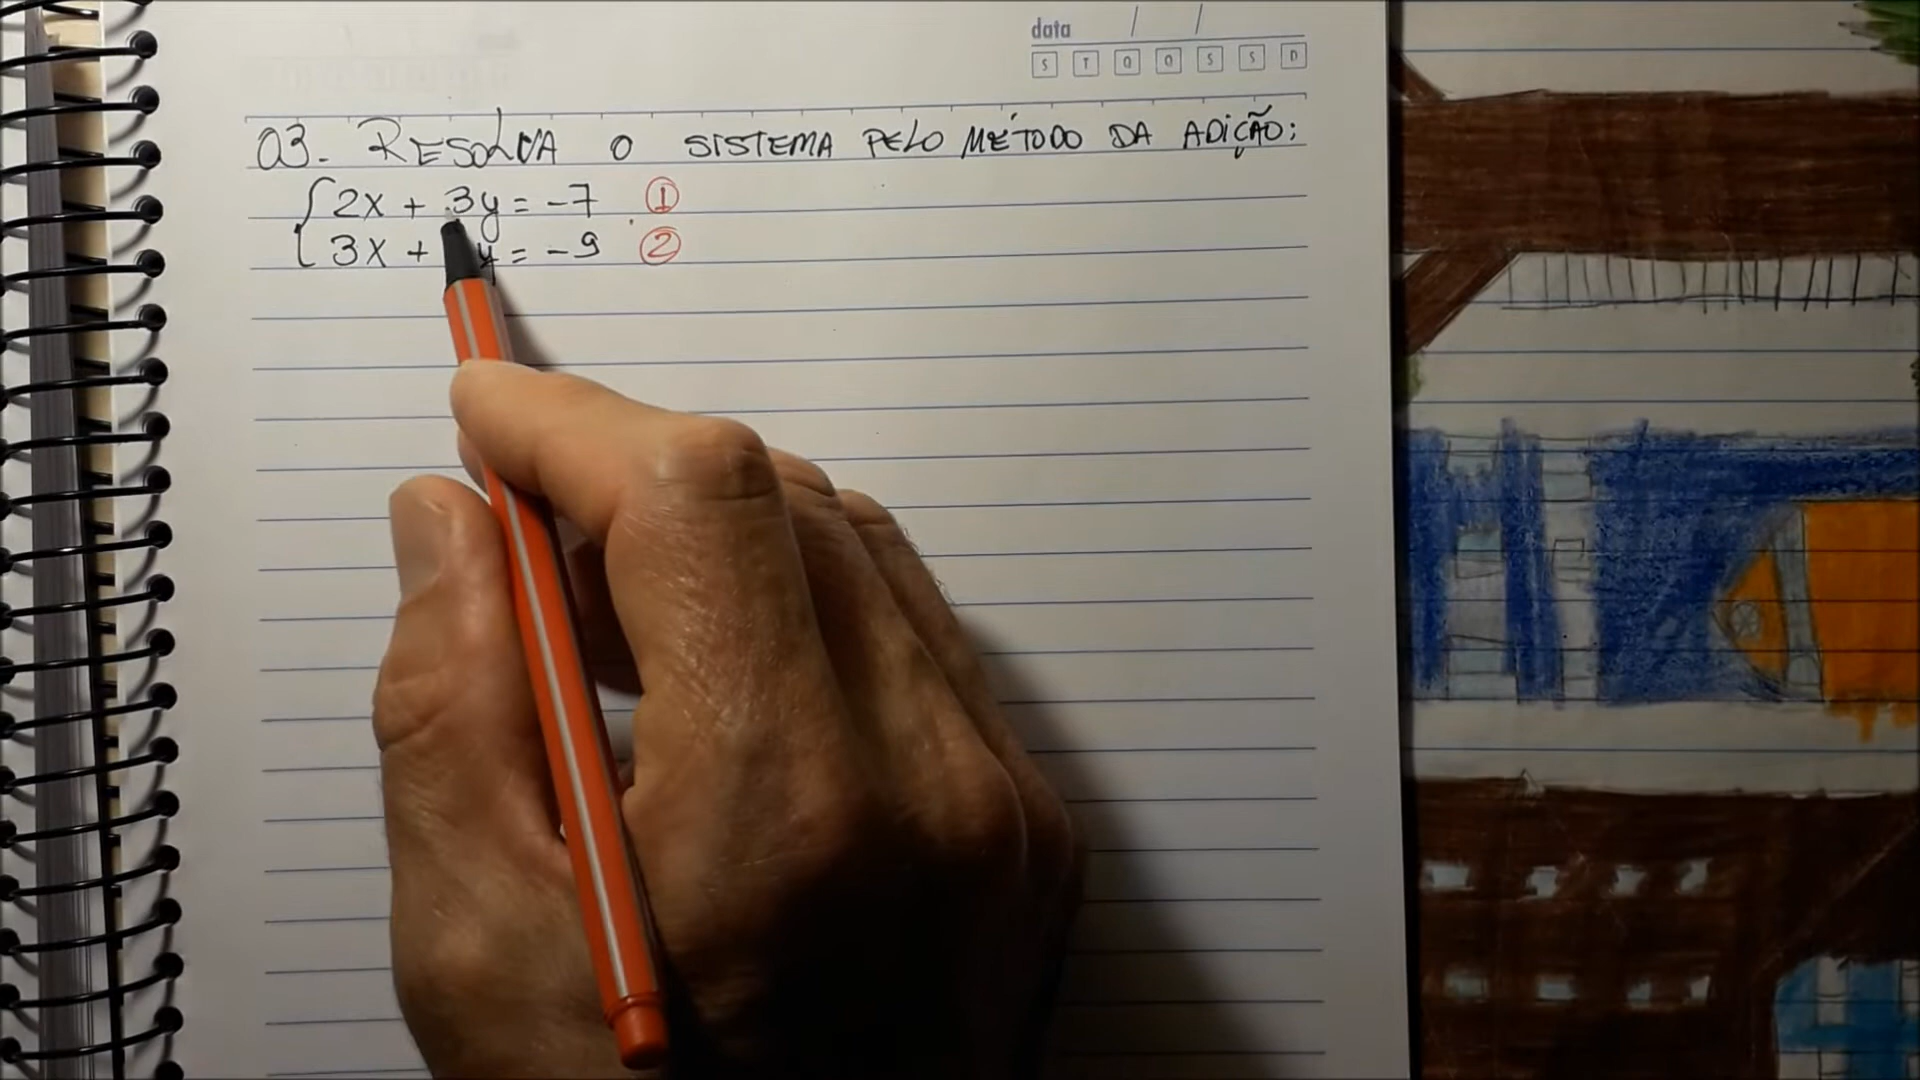 data / /
S T Q Q S S D
03. RESOLVA O SISTEMA PELO MÉTODO DA ADIÇÃO:
2x + 3y = -7 ①
3x + y = -9 ②